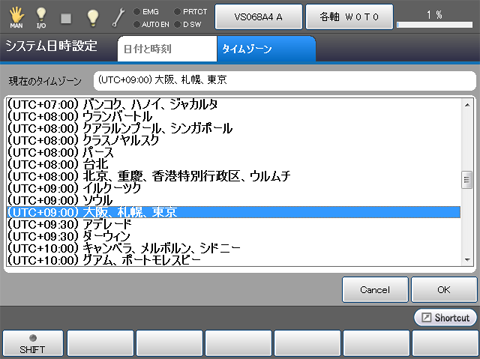 MAN
I/O
EMG
PRTCT
AUTO EN
D SW
VS068A4 A
各軸 W0T0
1 %
システム日時設定
日付と時刻
タイムゾーン
現在のタイムゾーン
(UTC+09:00) 大阪、札幌、東京
(UTC+07:00) バンコク、ハノイ、ジャカルタ
(UTC+08:00) ウランバートル
(UTC+08:00) クアラルンプール、シンガポール
(UTC+08:00) クラスノヤルスク
(UTC+08:00) パース
(UTC+08:00) 台北
(UTC+08:00) 北京、重慶、香港特別行政区、ウルムチ
(UTC+09:00) イルクーツク
(UTC+09:00) ソウル
(UTC+09:00) 大阪、札幌、東京
(UTC+09:30) アデレード
(UTC+09:30) ダーウィン
(UTC+10:00) キャンベラ、メルボルン、シドニー
(UTC+10:00) グアム、ポートモレスビー
Cancel
OK
Shortcut
SHIFT